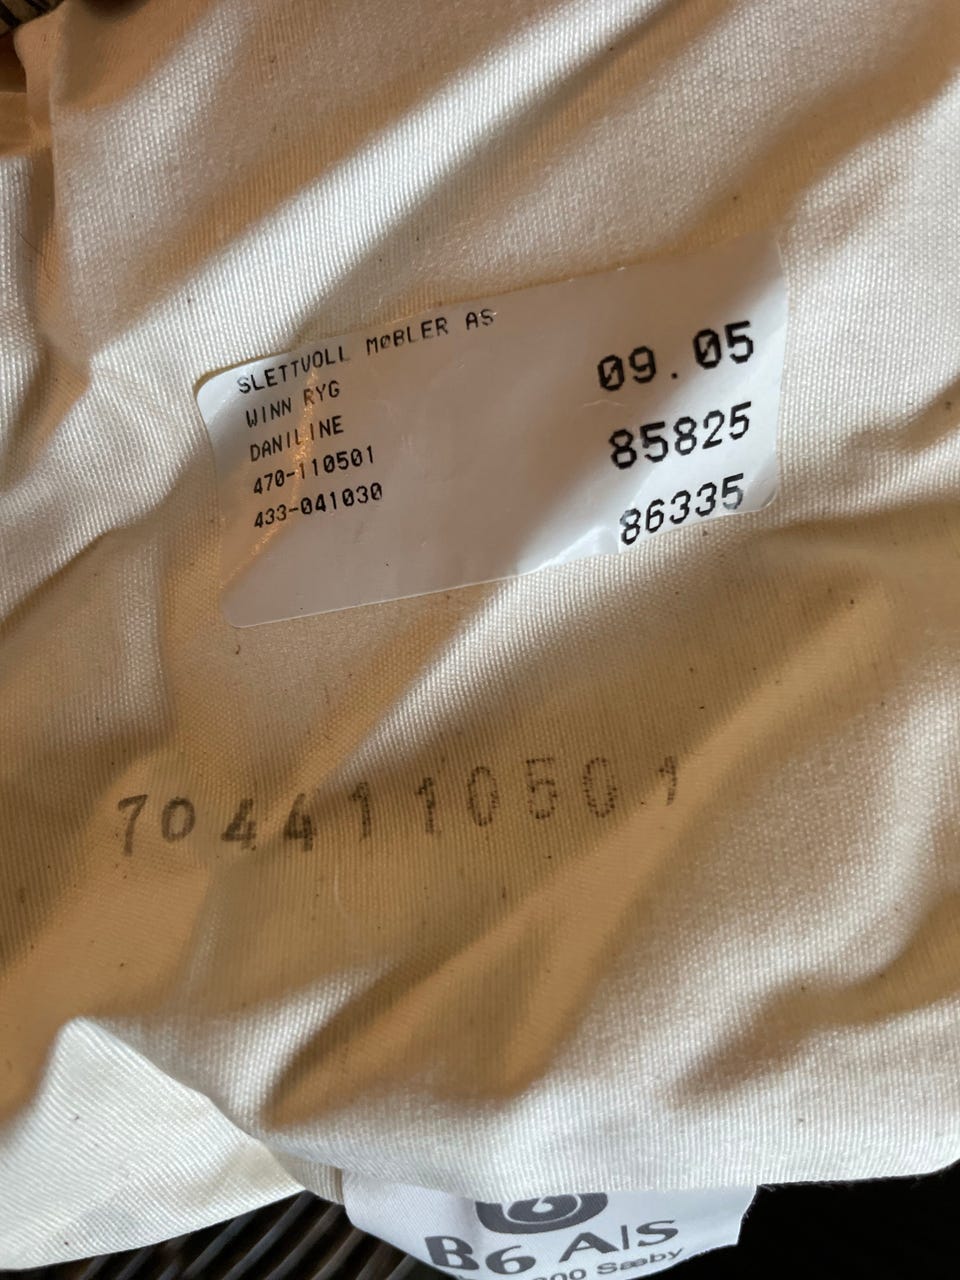 SLETTVOLL MØBLER AS
WINN RYG
DANILINE
470-110501
433-041030
09.05
85825
86335
7044110501
B6 A/S
Sæby